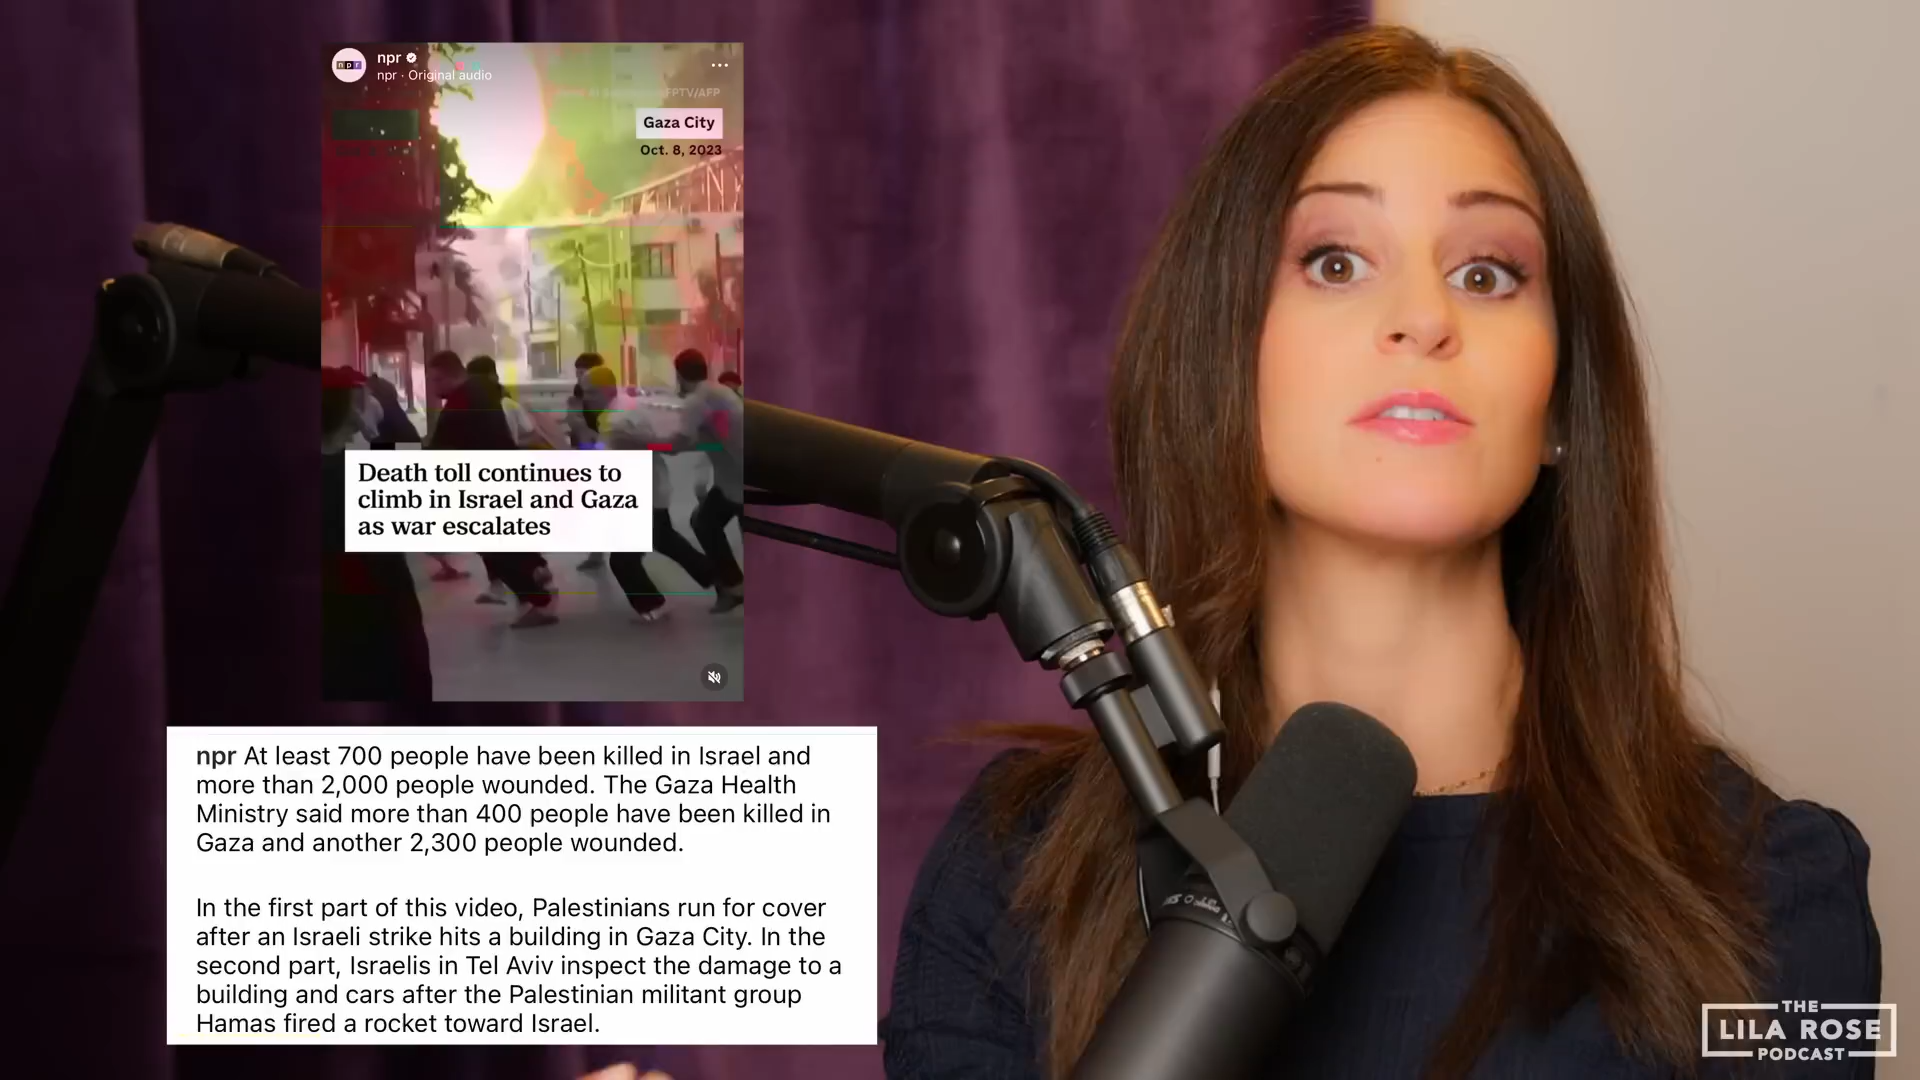 npr
npr · Original audio
FPTV/AFP
Gaza City
Oct. 8, 2023
Death toll continues to
climb in Israel and Gaza
as war escalates
npr At least 700 people have been killed in Israel and
more than 2,000 people wounded. The Gaza Health
Ministry said more than 400 people have been killed in
Gaza and another 2,300 people wounded.
In the first part of this video, Palestinians run for cover
after an Israeli strike hits a building in Gaza City. In the
second part, Israelis in Tel Aviv inspect the damage to a
building and cars after the Palestinian militant group
Hamas fired a rocket toward Israel.
THE
LILA ROSE
PODCAST